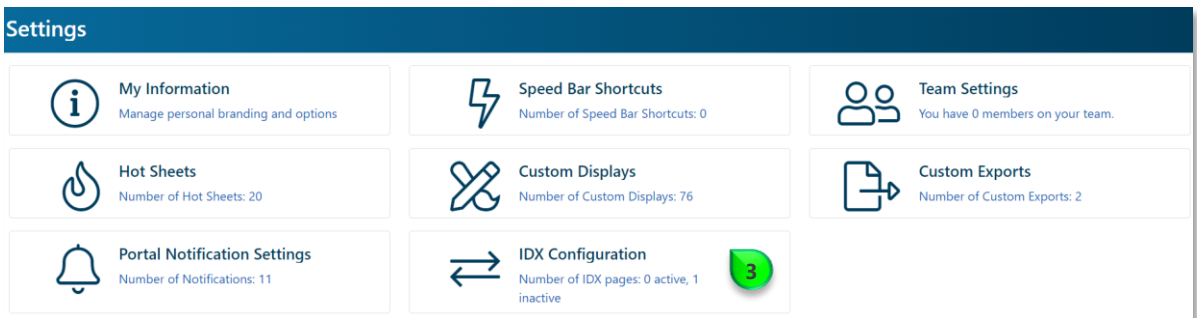 Settings
My Information
Manage personal branding and options
Speed Bar Shortcuts
Number of Speed Bar Shortcuts: 0
Team Settings
You have 0 members on your team.
Hot Sheets
Number of Hot Sheets: 20
Custom Displays
Number of Custom Displays: 76
Custom Exports
Number of Custom Exports: 2
Portal Notification Settings
Number of Notifications: 11
IDX Configuration
Number of IDX pages: 0 active, 1
inactive
3